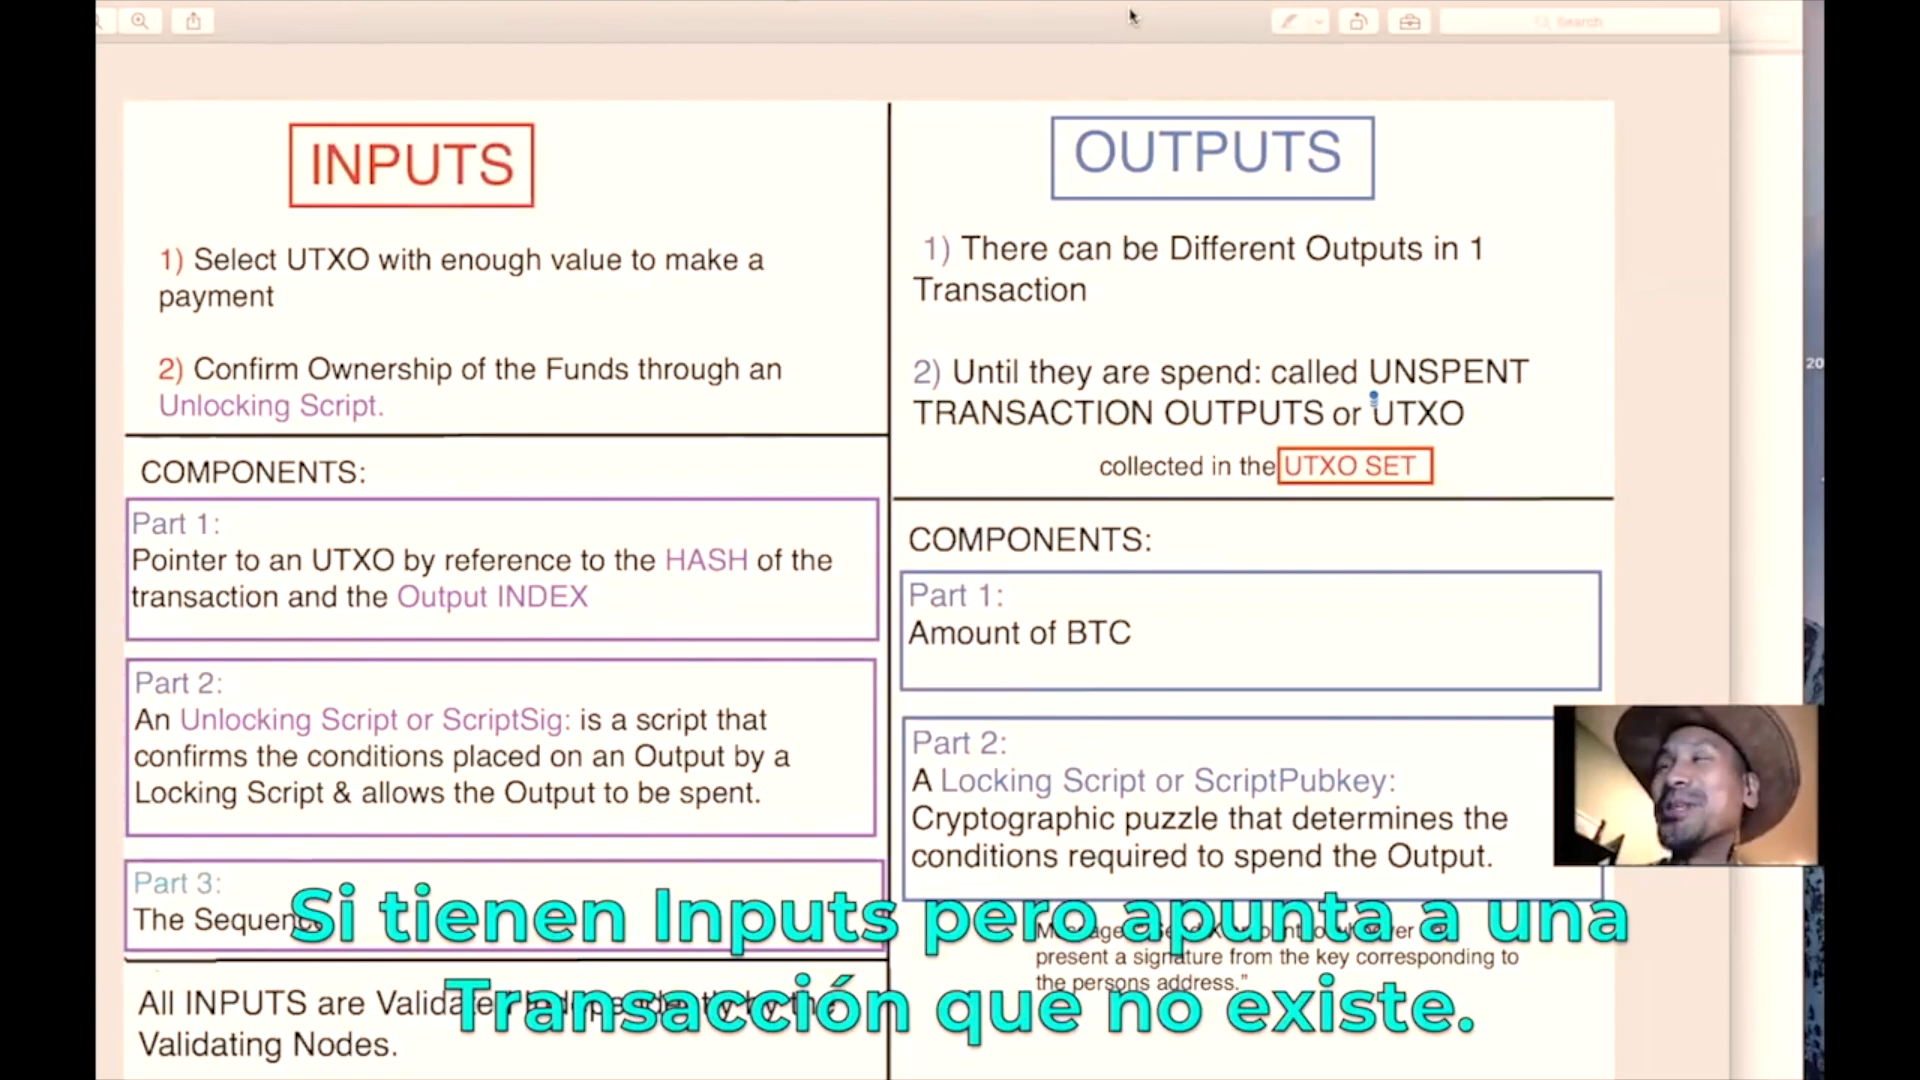 Search
INPUTS
1) Select UTXO with enough value to make a
payment
2) Confirm Ownership of the Funds through an
Unlocking Script.
COMPONENTS:
Part 1:
Pointer to an UTXO by reference to the HASH of the
transaction and the Output INDEX
Part 2:
An Unlocking Script or ScriptSig: is a script that
confirms the conditions placed on an Output by a
Locking Script & allows the Output to be spent.
Part 3:
The Sequence
All INPUTS are Validated Independently by the
Validating Nodes.
OUTPUTS
1) There can be Different Outputs in 1
Transaction
2) Until they are spend: called UNSPENT
TRANSACTION OUTPUTS or UTXO
collected in the UTXO SET
COMPONENTS:
Part 1:
Amount of BTC
Part 2:
A Locking Script or ScriptPubkey:
Cryptographic puzzle that determines the
conditions required to spend the Output.
present a signature from the key corresponding to
the persons address."
20
Si tienen Inputs pero apunta a una
Transacción que no existe.